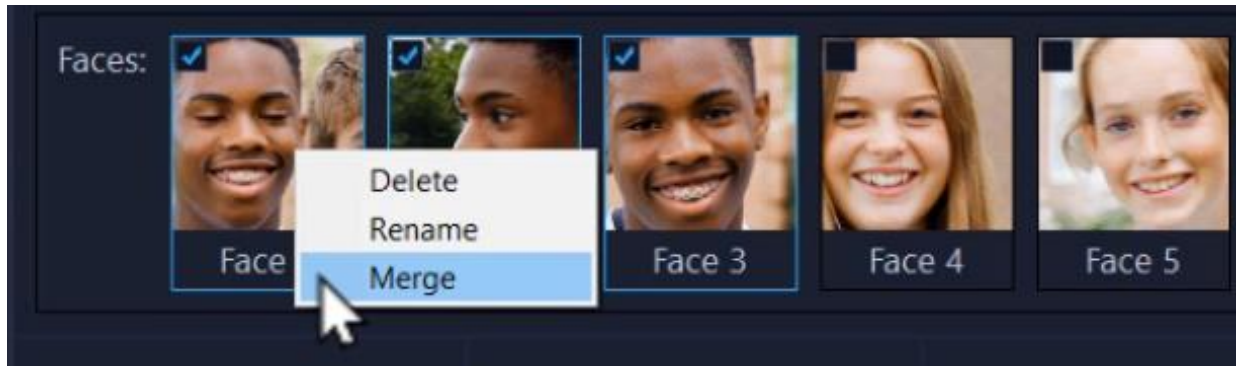 Faces:
Delete
Rename
Merge
Face
Face 3
Face 4
Face 5